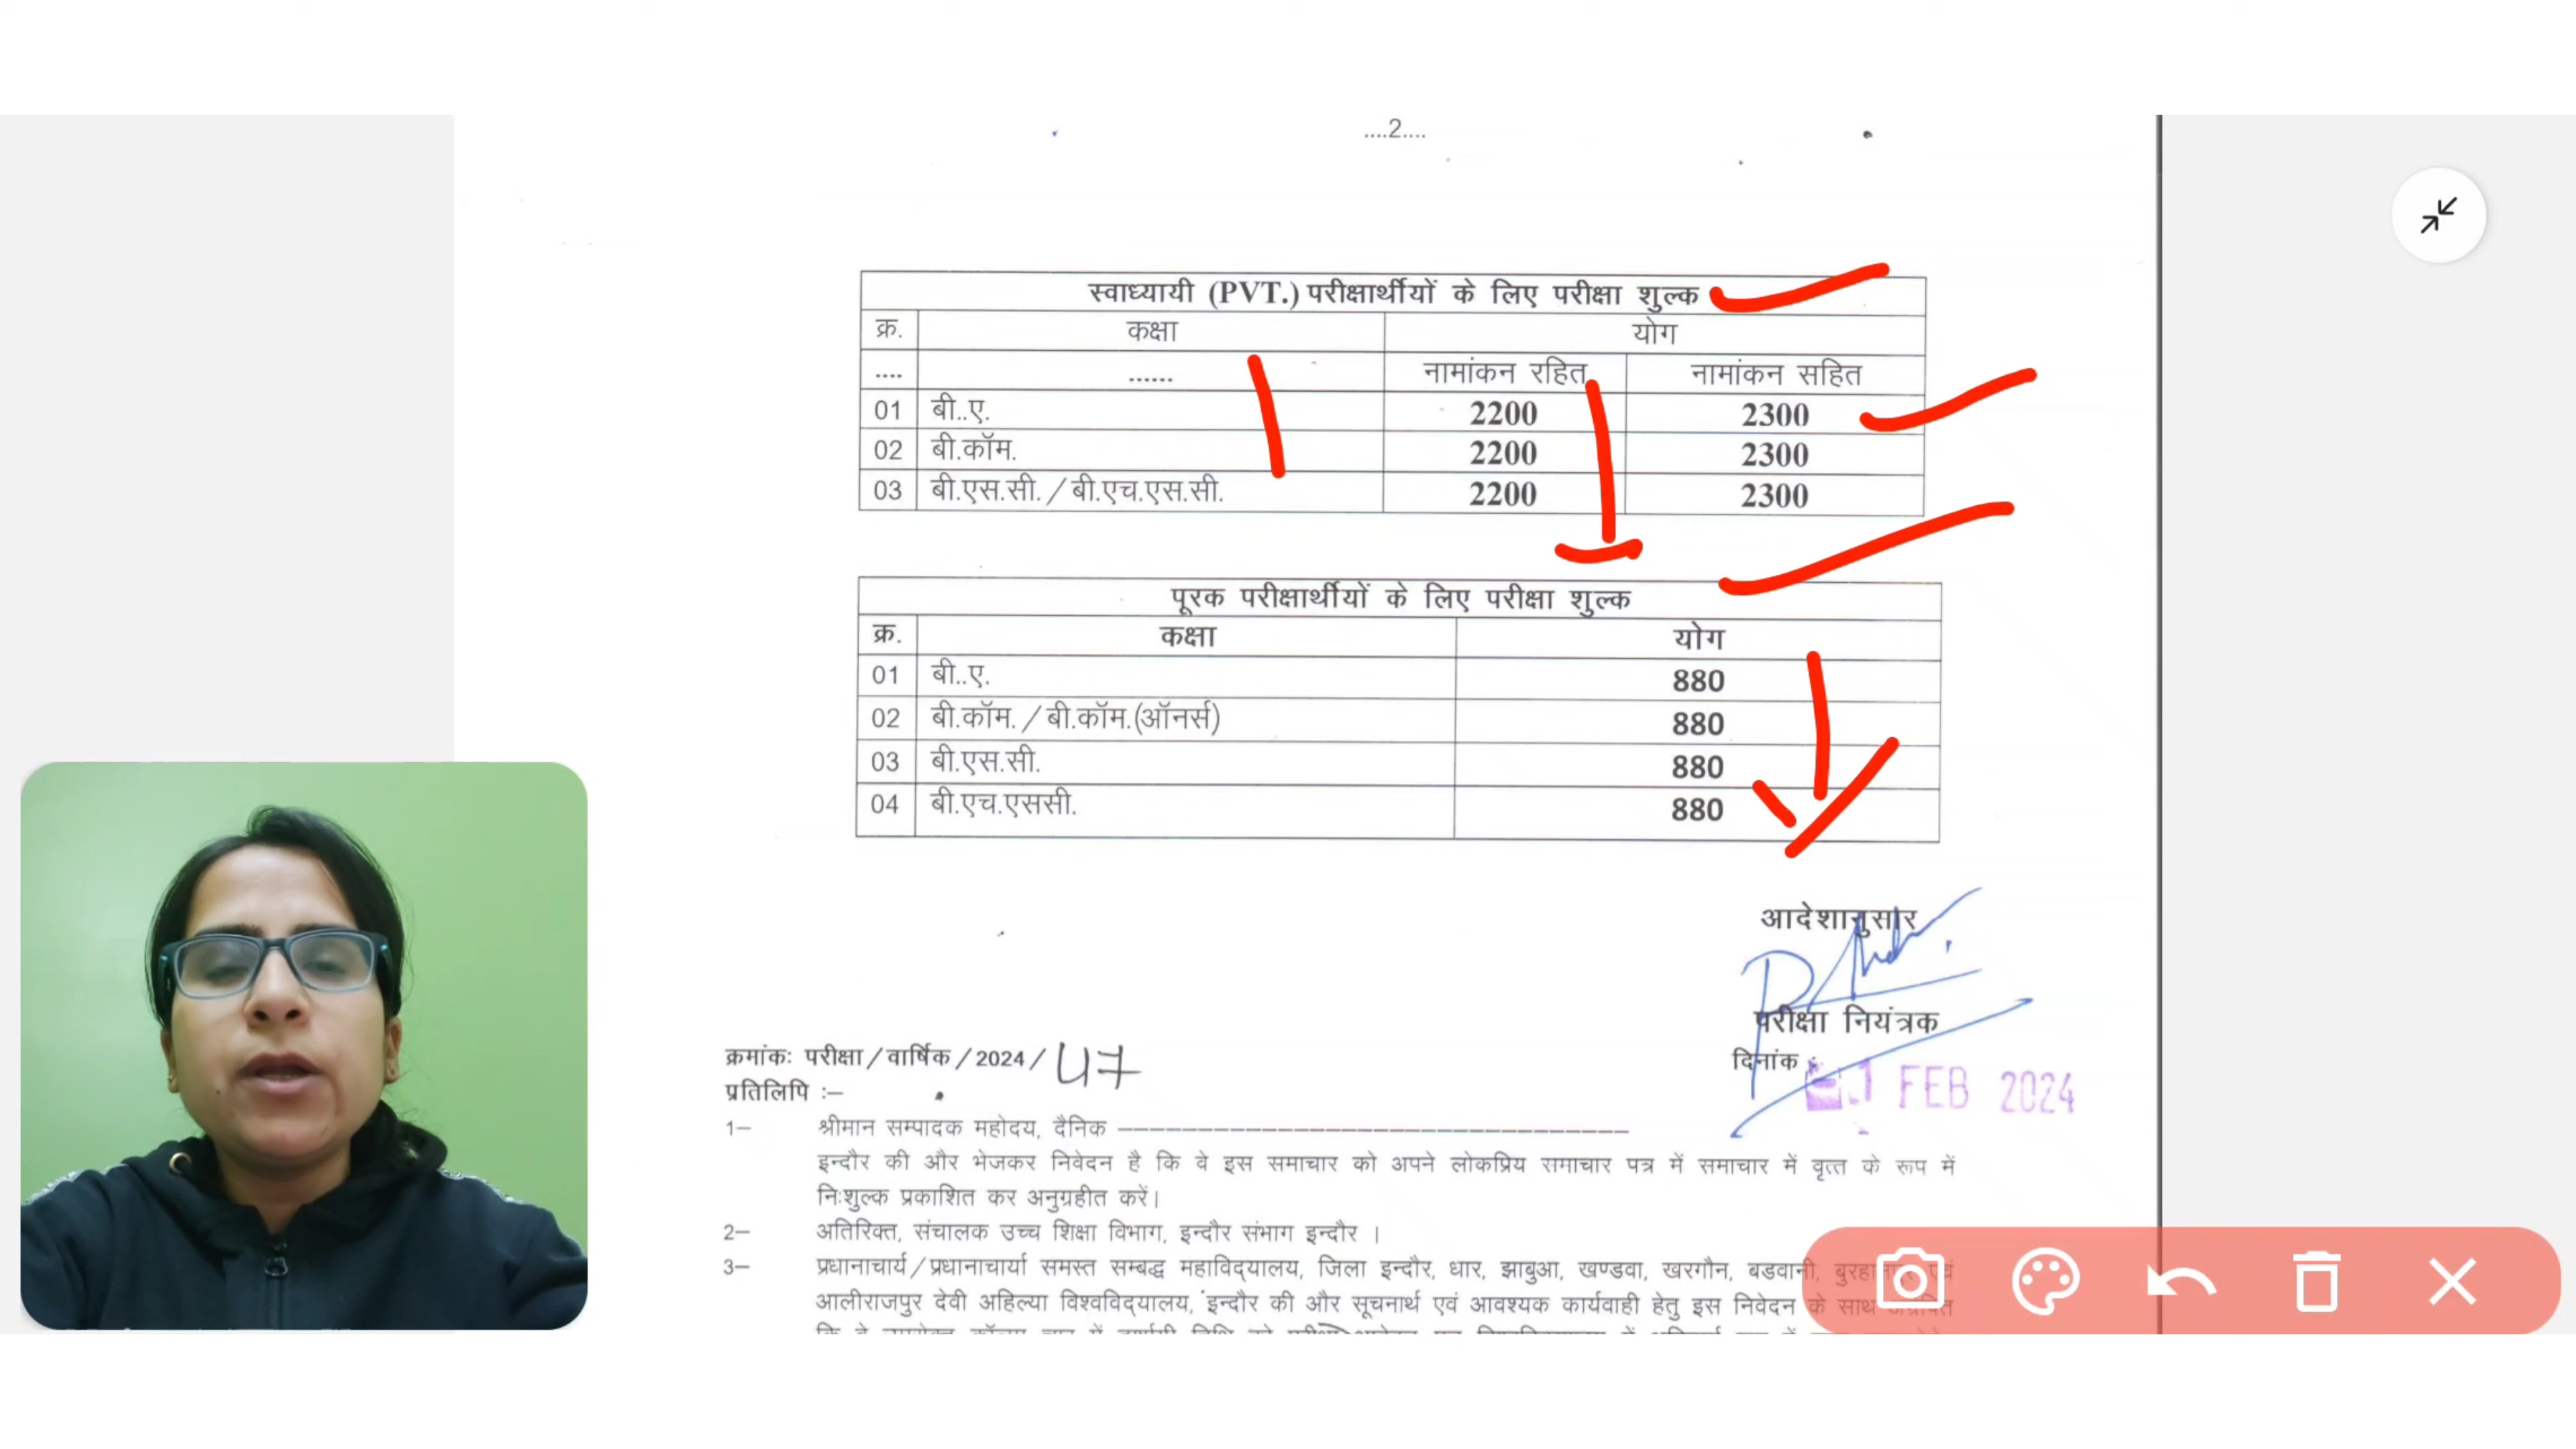 ....2....
स्वाध्यायी (PVT.) परीक्षार्थीयों के लिए परीक्षा शुल्क
क्र. कक्षा योग
.... ...... नामांकन रहित नामांकन सहित
01 बी..ए. 2200 2300
02 बी.कॉम. 2200 2300
03 बी.एस.सी./बी.एच.एस.सी. 2200 2300
पूरक परीक्षार्थीयों के लिए परीक्षा शुल्क
क्र. कक्षा योग
01 बी..ए. 880
02 बी.कॉम./बी.कॉम.(ऑनर्स) 880
03 बी.एस.सी. 880
04 बी.एच.एससी. 880
आदेशानुसार
परीक्षा नियंत्रक
क्रमांकः परीक्षा/वार्षिक/2024/47
दिनांक :
1 FEB 2024
प्रतिलिपि :–
1– श्रीमान सम्पादक महोदय, दैनिक
इन्दौर की और भेजकर निवेदन है कि वे इस समाचार को अपने लोकप्रिय समाचार पत्र में समाचार में वृत्त के रूप में
निःशुल्क प्रकाशित कर अनुग्रहीत करें।
2– अतिरिक्त, संचालक उच्च शिक्षा विभाग, इन्दौर संभाग इन्दौर ।
3– प्रधानाचार्य/प्रधानाचार्या समस्त सम्बद्ध महाविद्यालय, जिला इन्दौर, धार, झाबुआ, खण्डवा, खरगौन, बडवानी,
आलीराजपुर देवी अहिल्या विश्वविद्यालय, इन्दौर की और सूचनार्थ एवं आवश्यक कार्यवाही हेतु इस निवेदन के साथ